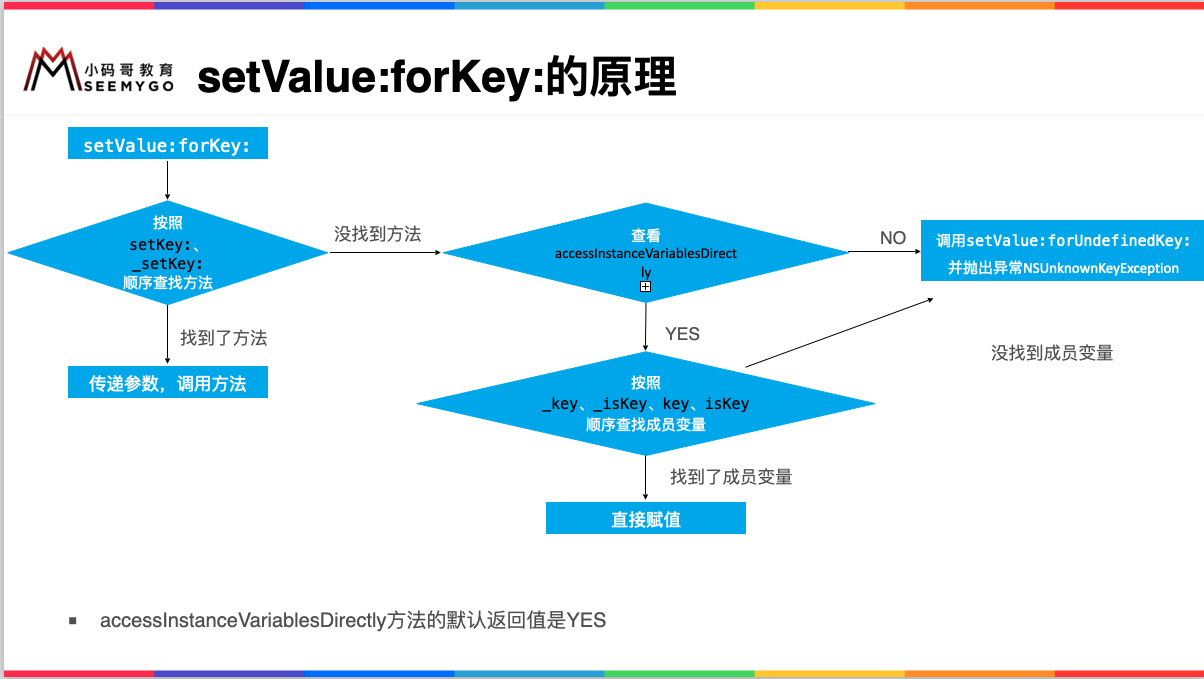 小码哥教育
SEEMYGO
setValue:forKey:的原理
setValue:forKey:
按照
setKey:、
_setKey:
顺序查找方法
没找到方法
查看
accessInstanceVariablesDirect
ly
NO
调用setValue:forUndefinedKey:
并抛出异常NSUnknownKeyException
找到了方法
YES
没找到成员变量
传递参数，调用方法
按照
_key、_isKey、key、isKey
顺序查找成员变量
找到了成员变量
直接赋值
■ accessInstanceVariablesDirectly方法的默认返回值是YES